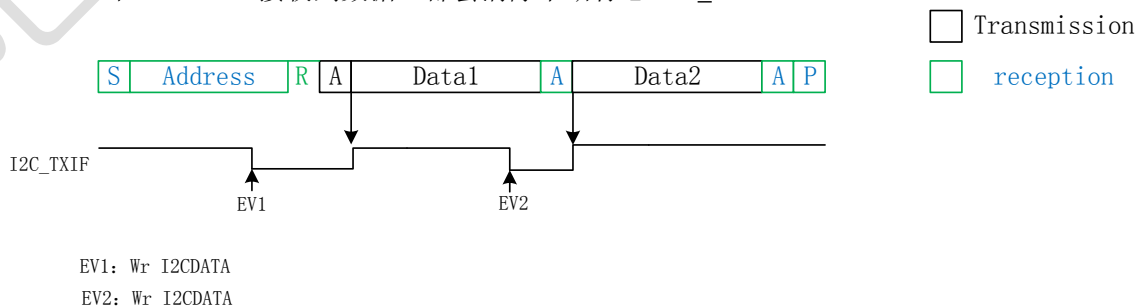 Transmission
S Address R A Data1 A Data2 A P
reception
I2C_TXIF
EV1 EV2
EV1: Wr I2CDATA
EV2: Wr I2CDATA